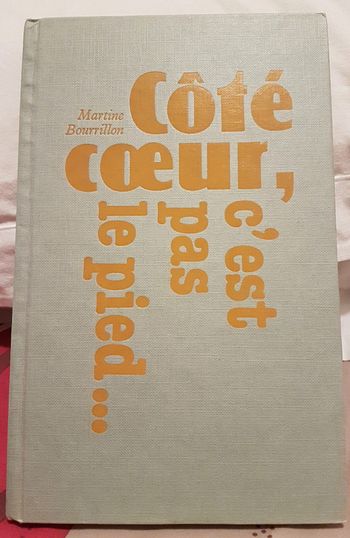 Martine
Bourrillon
Côté
cœur,
c'est
pas
le pied...